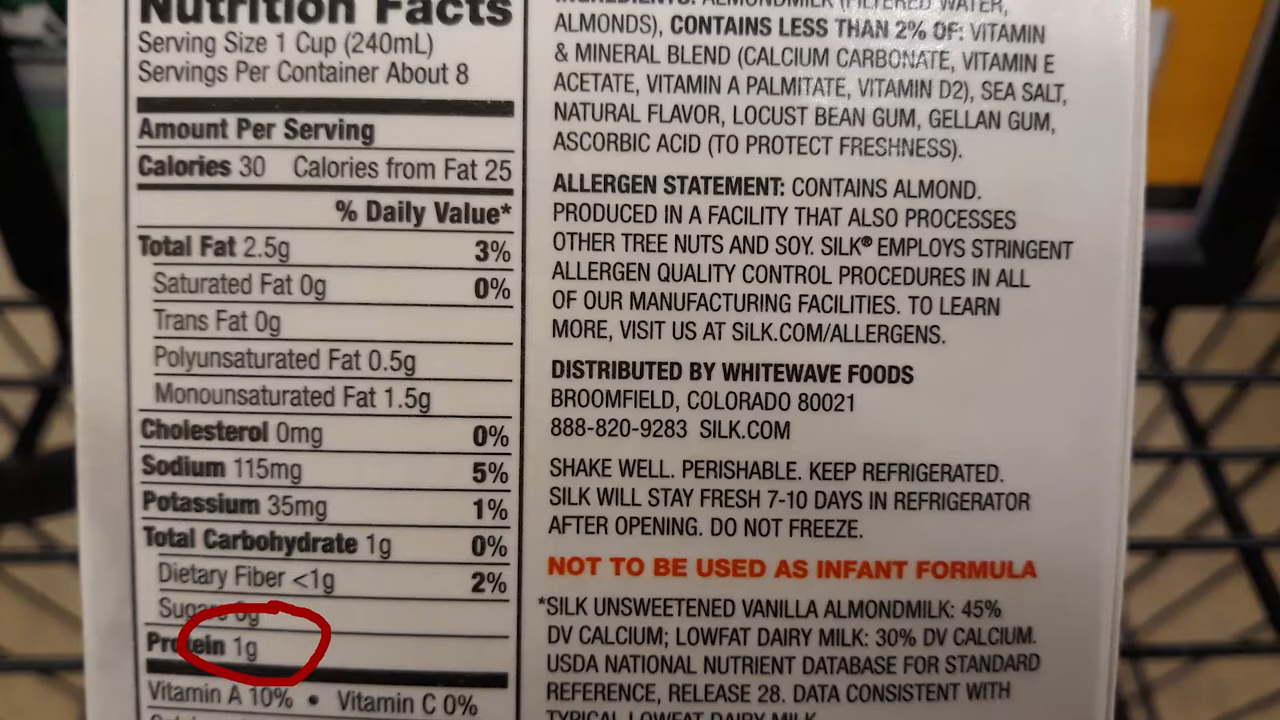 Nutrition Facts
Serving Size 1 Cup (240mL)
Servings Per Container About 8
Amount Per Serving
Calories 30 Calories from Fat 25
% Daily Value*
Total Fat 2.5g 3%
Saturated Fat 0g 0%
Trans Fat 0g
Polyunsaturated Fat 0.5g
Monounsaturated Fat 1.5g
Cholesterol 0mg 0%
Sodium 115mg 5%
Potassium 35mg 1%
Total Carbohydrate 1g 0%
Dietary Fiber <1g 2%
Sugars 0g
Protein 1g
Vitamin A 10% • Vitamin C 0%
INGREDIENTS: ALMONDMILK (FILTERED WATER,
ALMONDS), CONTAINS LESS THAN 2% OF: VITAMIN
& MINERAL BLEND (CALCIUM CARBONATE, VITAMIN E
ACETATE, VITAMIN A PALMITATE, VITAMIN D2), SEA SALT,
NATURAL FLAVOR, LOCUST BEAN GUM, GELLAN GUM,
ASCORBIC ACID (TO PROTECT FRESHNESS).
ALLERGEN STATEMENT: CONTAINS ALMOND.
PRODUCED IN A FACILITY THAT ALSO PROCESSES
OTHER TREE NUTS AND SOY. SILK® EMPLOYS STRINGENT
ALLERGEN QUALITY CONTROL PROCEDURES IN ALL
OF OUR MANUFACTURING FACILITIES. TO LEARN
MORE, VISIT US AT SILK.COM/ALLERGENS.
DISTRIBUTED BY WHITEWAVE FOODS
BROOMFIELD, COLORADO 80021
888-820-9283 SILK.COM
SHAKE WELL. PERISHABLE. KEEP REFRIGERATED.
SILK WILL STAY FRESH 7-10 DAYS IN REFRIGERATOR
AFTER OPENING. DO NOT FREEZE.
NOT TO BE USED AS INFANT FORMULA
*SILK UNSWEETENED VANILLA ALMONDMILK: 45%
DV CALCIUM; LOWFAT DAIRY MILK: 30% DV CALCIUM.
USDA NATIONAL NUTRIENT DATABASE FOR STANDARD
REFERENCE, RELEASE 28. DATA CONSISTENT WITH
TYPICAL LOWFAT DAIRY MILK.